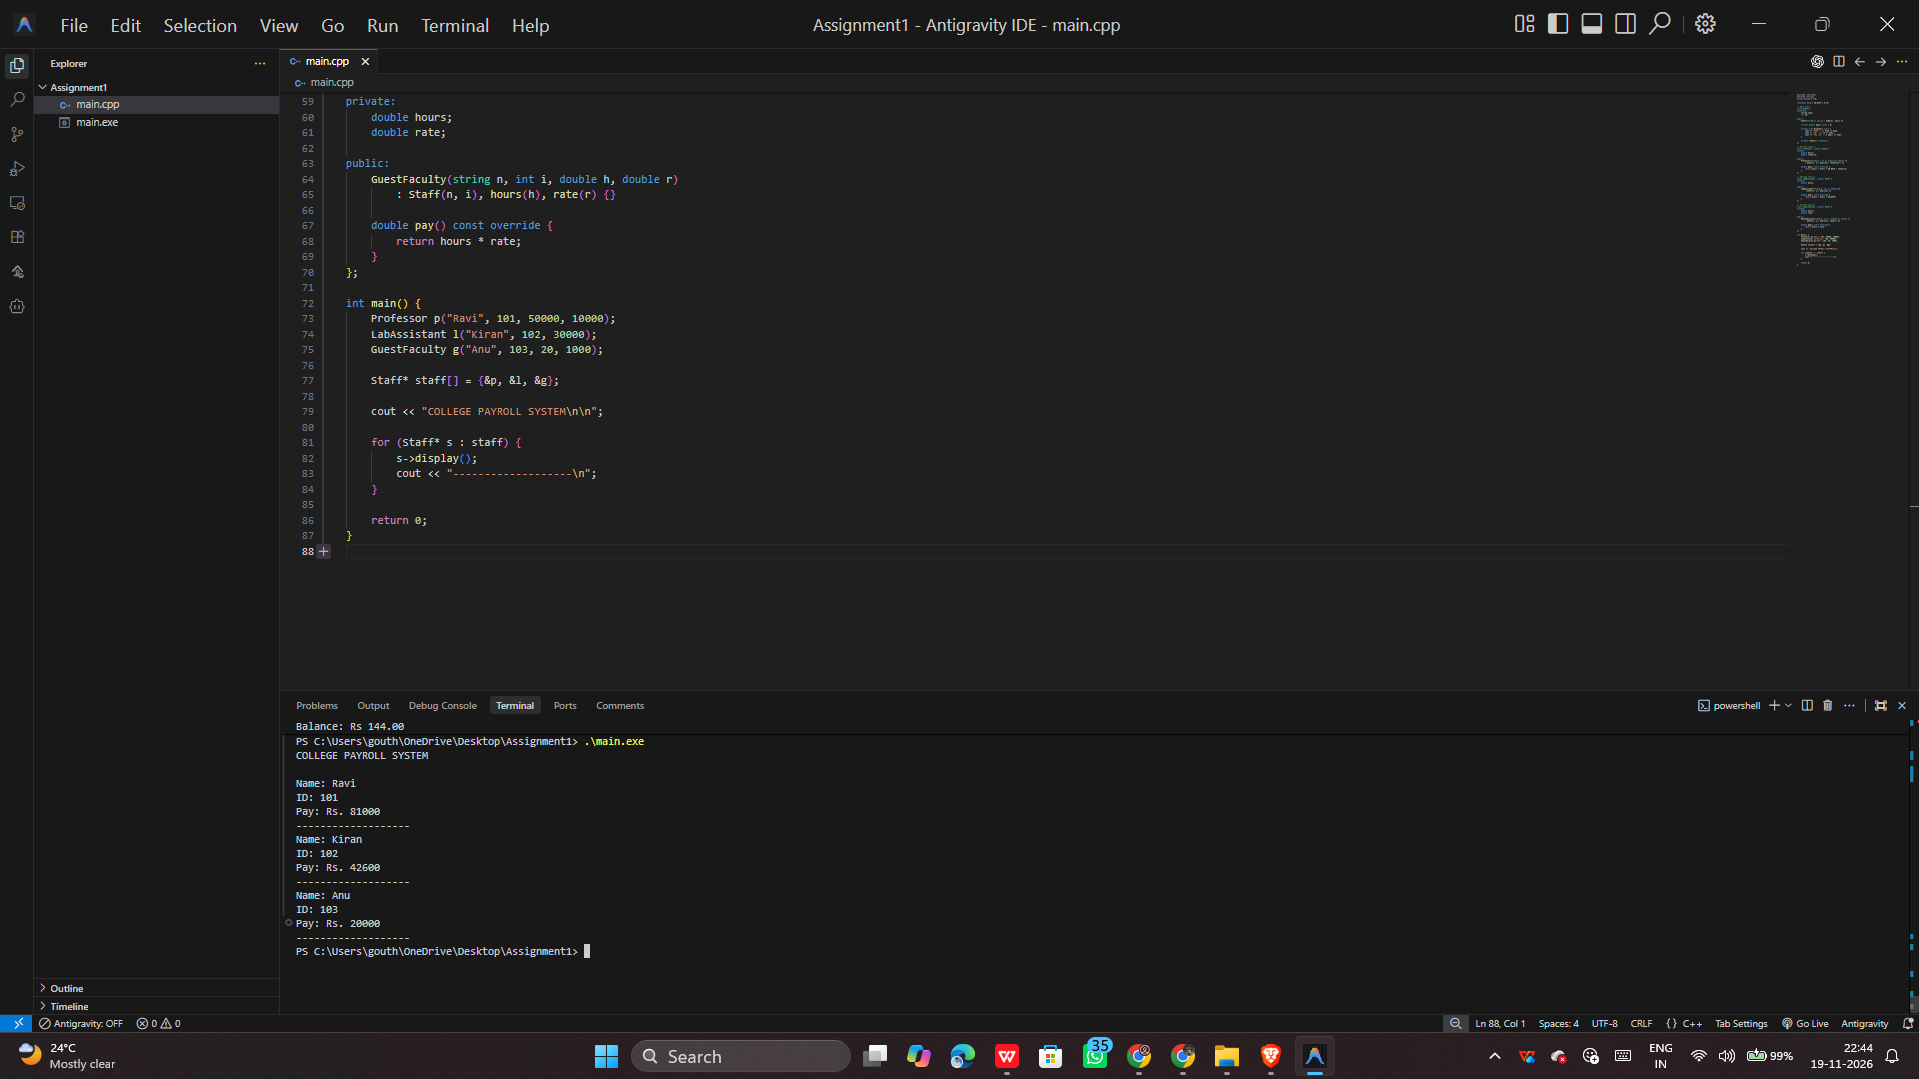 File Edit Selection View Go Run Terminal Help
Assignment1 - Antigravity IDE - main.cpp
Explorer
Assignment1
main.cpp
main.exe
Outline
Timeline
main.cpp
main.cpp
59 private:
60 double hours;
61 double rate;
62
63 public:
64 GuestFaculty(string n, int i, double h, double r)
65 : Staff(n, i), hours(h), rate(r) {}
66
67 double pay() const override {
68 return hours * rate;
69 }
70 };
71
72 int main() {
73 Professor p("Ravi", 101, 50000, 10000);
74 LabAssistant l("Kiran", 102, 30000);
75 GuestFaculty g("Anu", 103, 20, 1000);
76
77 Staff* staff[] = {&p, &l, &g};
78
79 cout << "COLLEGE PAYROLL SYSTEM\n\n";
80
81 for (Staff* s : staff) {
82 s->display();
83 cout << "-------------------\n";
84 }
85
86 return 0;
87 }
88
Problems Output Debug Console Terminal Ports Comments
powershell
Balance: Rs 144.00
PS C:\Users\gouth\OneDrive\Desktop\Assignment1> .\main.exe
COLLEGE PAYROLL SYSTEM
Name: Ravi
ID: 101
Pay: Rs. 81000
-------------------
Name: Kiran
ID: 102
Pay: Rs. 42600
-------------------
Name: Anu
ID: 103
Pay: Rs. 20000
-------------------
PS C:\Users\gouth\OneDrive\Desktop\Assignment1>
Antigravity: OFF 0 0
Ln 88, Col 1 Spaces: 4 UTF-8 CRLF {} C++ Tab Settings Go Live Antigravity
24°C
Mostly clear
Search
35
ENG
IN
99%
22:44
19-11-2026